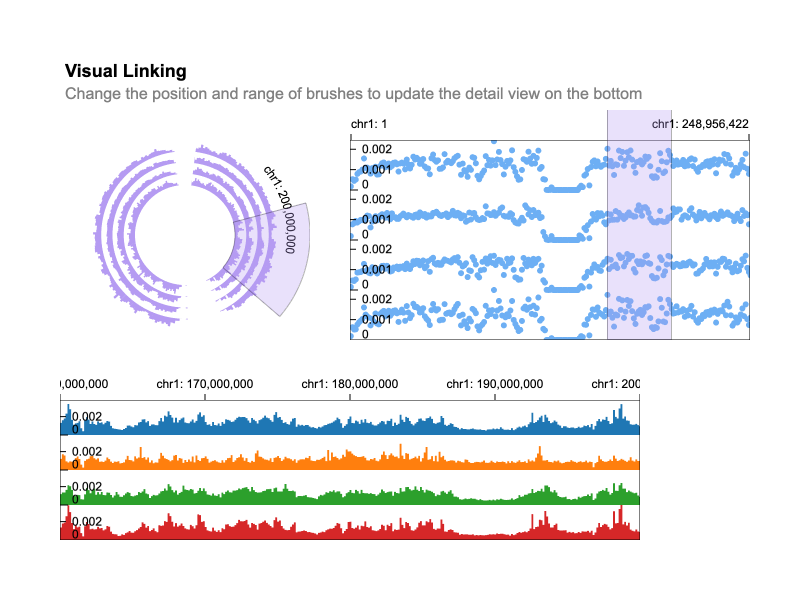 Visual Linking
Change the position and range of brushes to update the detail view on the bottom
chr1: 200,000,000
chr1: 1
chr1: 248,956,422
0.002
0.001
0
0.002
0.001
0
0.002
0.001
0
0.002
0.001
0
),000,000
chr1: 170,000,000
chr1: 180,000,000
chr1: 190,000,000
chr1: 200
0.002
0
0.002
0
0.002
0
0.002
0